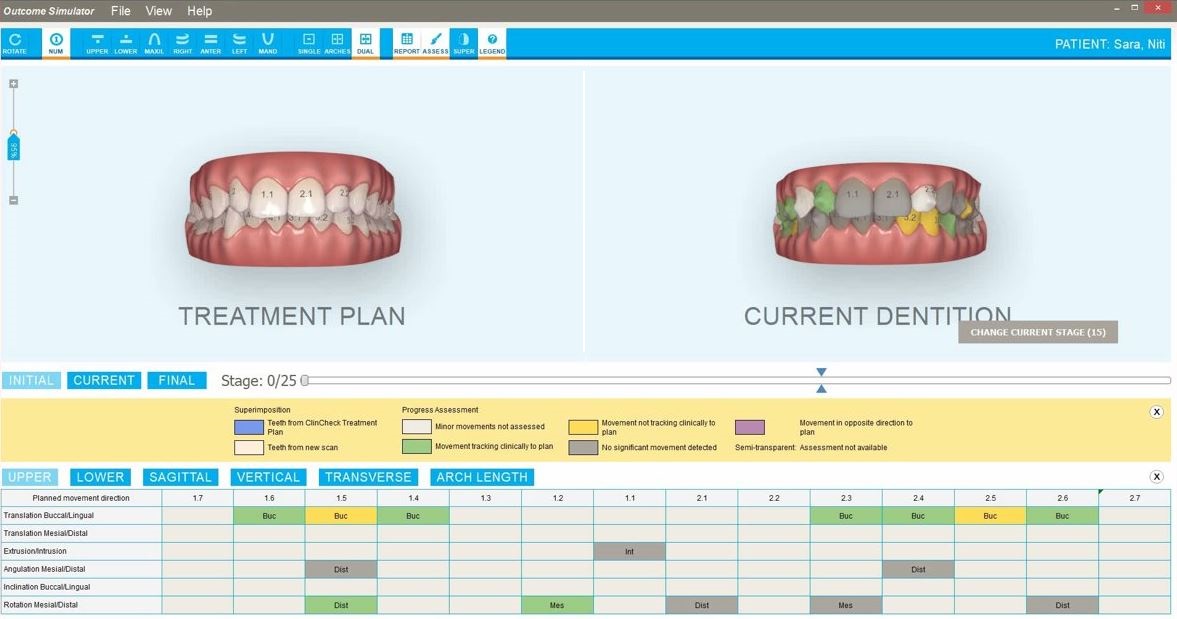 Outcome Simulator File View Help
ROTATE NUM UPPER LOWER MAXIL RIGHT ANTER LEFT MAND SINGLE ARCHES DUAL REPORT ASSESS SUPER LEGEND PATIENT: Sara, Niti
95%
1.1 2.1
1.1 2.1
3.2
TREATMENT PLAN CURRENT DENTITION
CHANGE CURRENT STAGE (15)
INITIAL CURRENT FINAL Stage: 0/25
Superimposition
Teeth from ClinCheck Treatment
Plan
Teeth from new scan
Progress Assessment
Minor movements not assessed
Movement tracking clinically to plan
Movement not tracking clinically to
plan
No significant movement detected
Movement in opposite direction to
plan
Semi-transparent: Assessment not available
X
UPPER LOWER SAGITTAL VERTICAL TRANSVERSE ARCH LENGTH X
Planned movement direction 1.7 1.6 1.5 1.4 1.3 1.2 1.1 2.1 2.2 2.3 2.4 2.5 2.6 2.7
Translation Buccal/Lingual Buc Buc Buc Buc Buc Buc Buc
Translation Mesial/Distal
Extrusion/Intrusion Int
Angulation Mesial/Distal Dist Dist
Inclination Buccal/Lingual
Rotation Mesial/Distal Dist Mes Dist Mes Dist